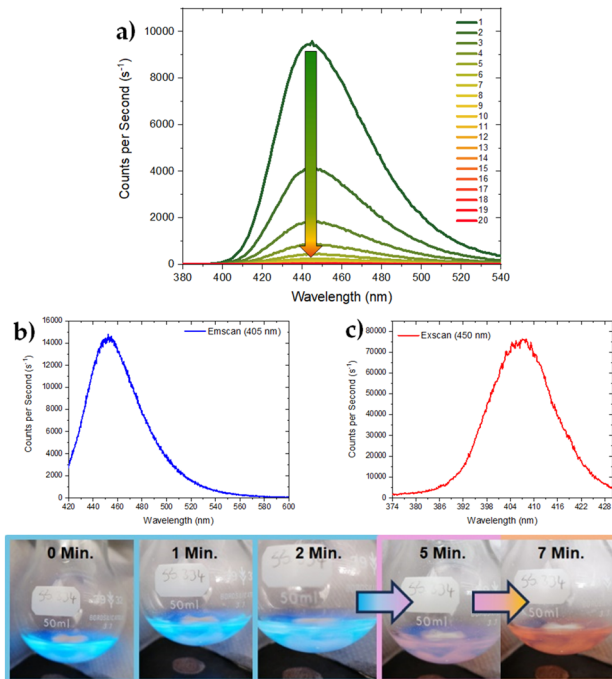 a)
10000
8000
6000
4000
2000
0
Counts per Second (s⁻¹)
380 400 420 440 460 480 500 520 540
Wavelength (nm)
1
2
3
4
5
6
7
8
9
10
11
12
13
14
15
16
17
18
19
20
b)
Emscan (405 nm)
16000
14000
12000
10000
8000
6000
4000
2000
0
Counts per Second (s⁻¹)
420 440 460 480 500 520 540 560 580 600
Wavelength (nm)
c)
Exscan (450 nm)
80000
70000
60000
50000
40000
30000
20000
10000
0
Counts per Second (s⁻¹)
374 380 386 392 398 404 410 416 422 428
Wavelength (nm)
0 Min. 1 Min. 2 Min. 5 Min. 7 Min.
50ml 50ml 50ml 50ml 50ml